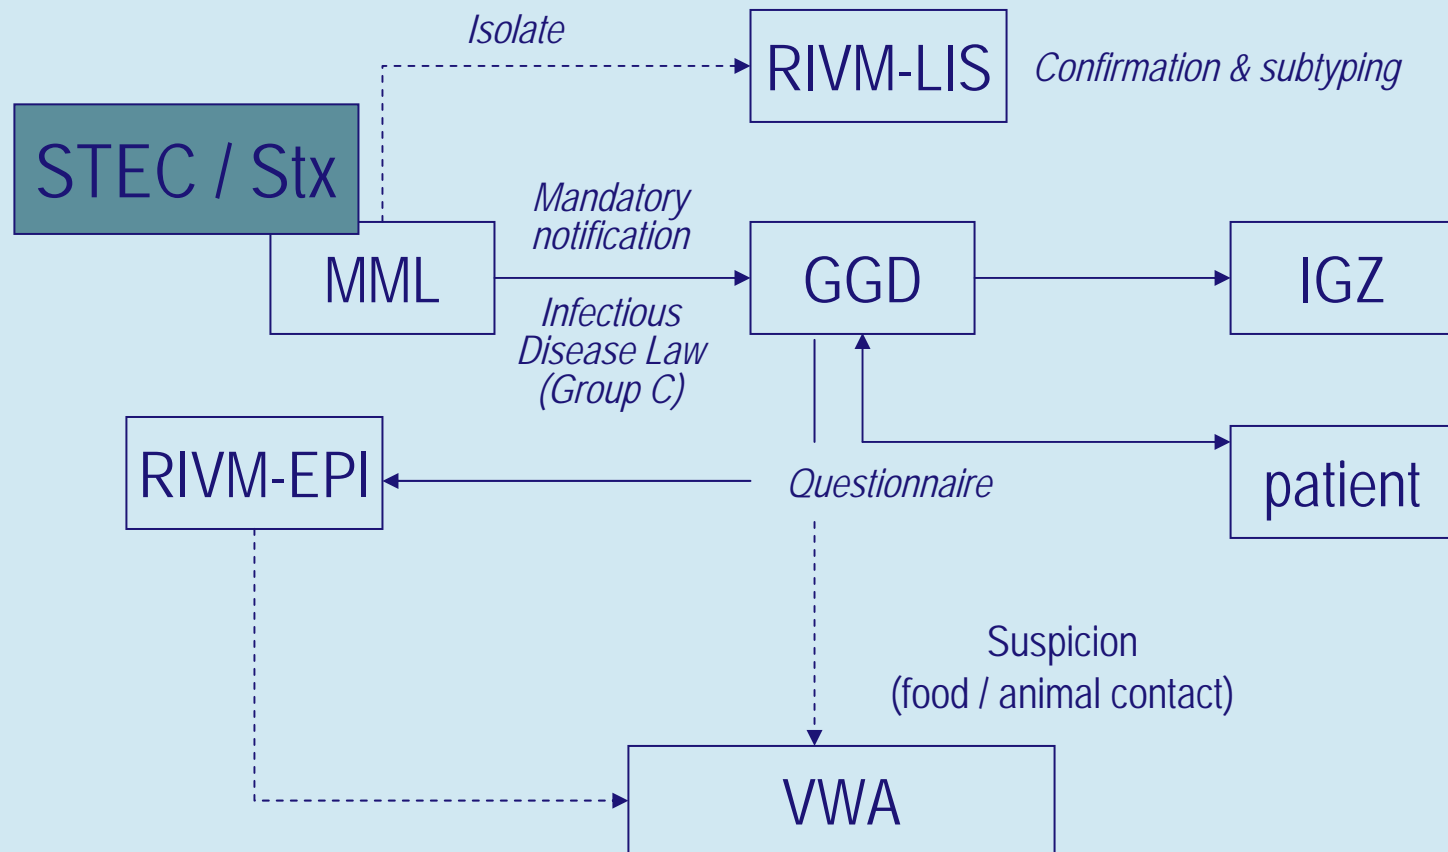 Isolate
RIVM-LIS
Confirmation & subtyping
STEC / Stx
Mandatory
notification
MML
GGD
IGZ
Infectious
Disease Law
(Group C)
RIVM-EPI
Questionnaire
patient
Suspicion
(food / animal contact)
VWA